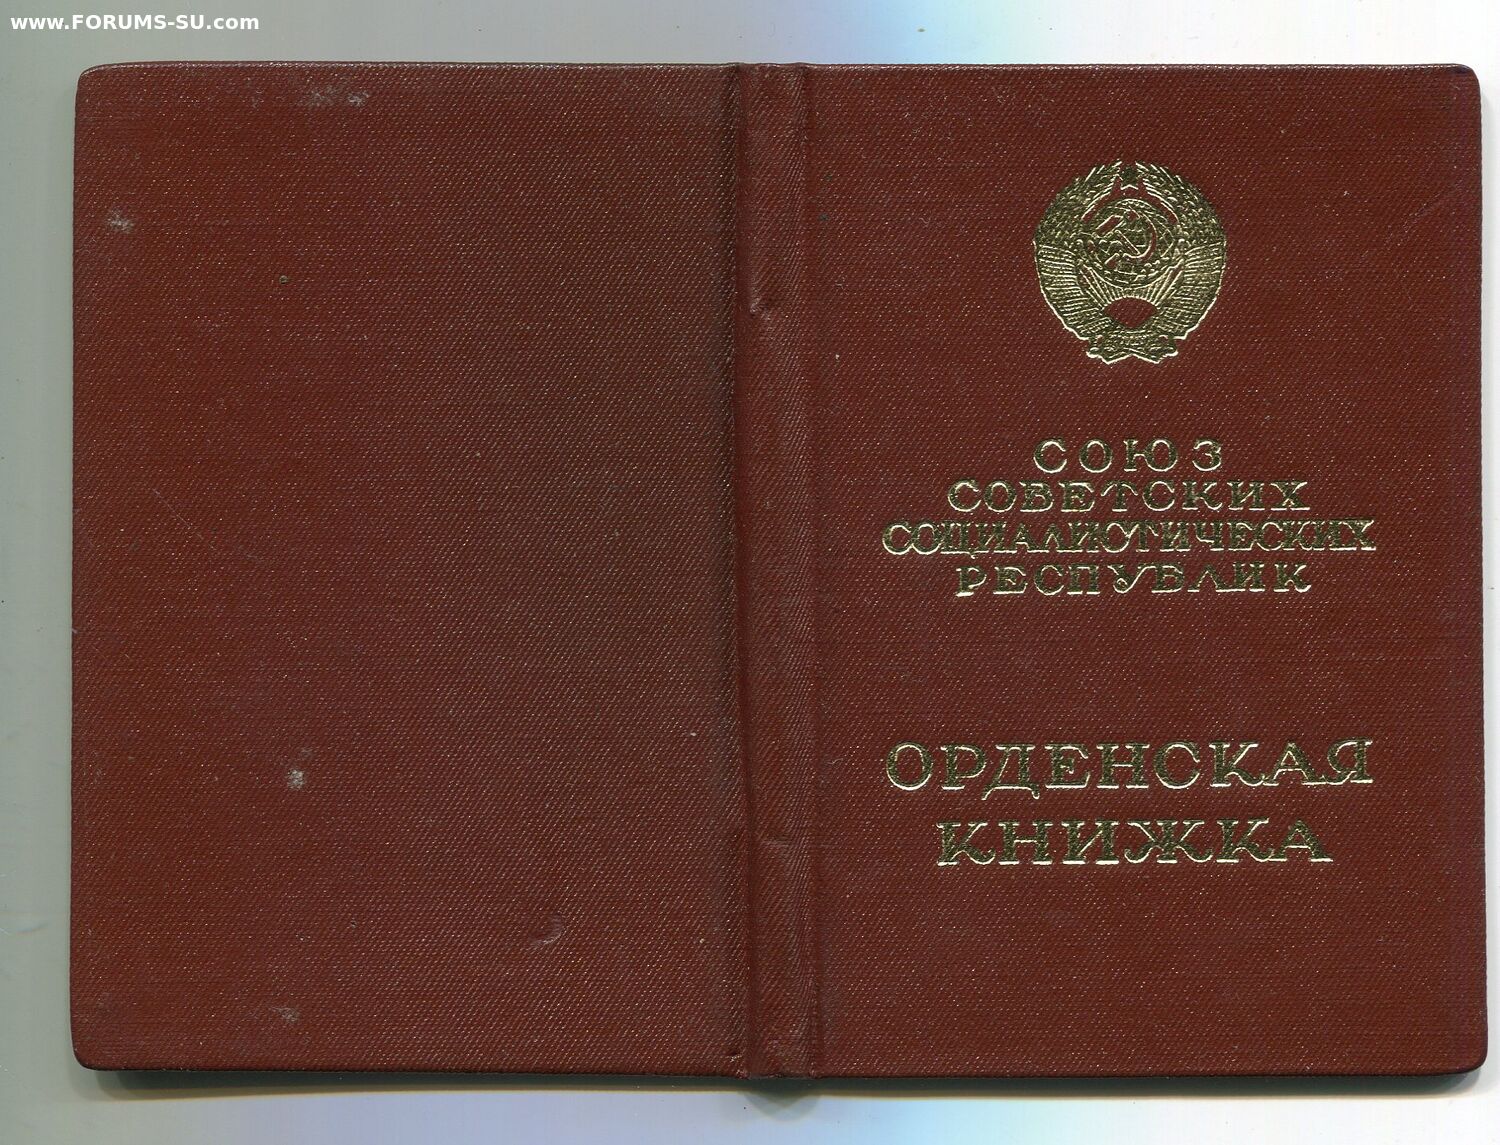 www.FORUMS-SU.com
СОЮЗ
СОВЕТСКИХ
СОЦИАЛИСТИЧЕСКИХ
РЕСПУБЛИК
ОРДЕНСКАЯ
КНИЖКА